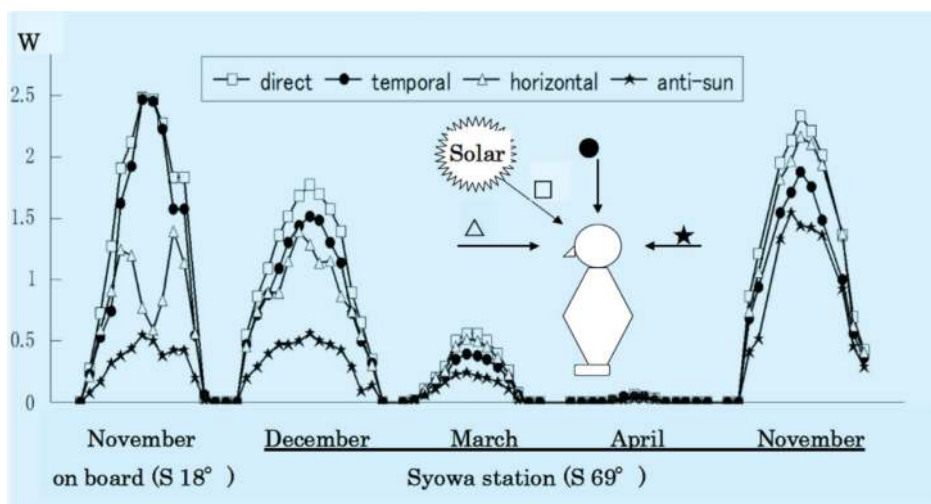 W
direct temporal horizontal anti-sun
2.5
2
1.5
1
0.5
0
Solar
November December March April November
on board (S 18° ) Syowa station (S 69° )